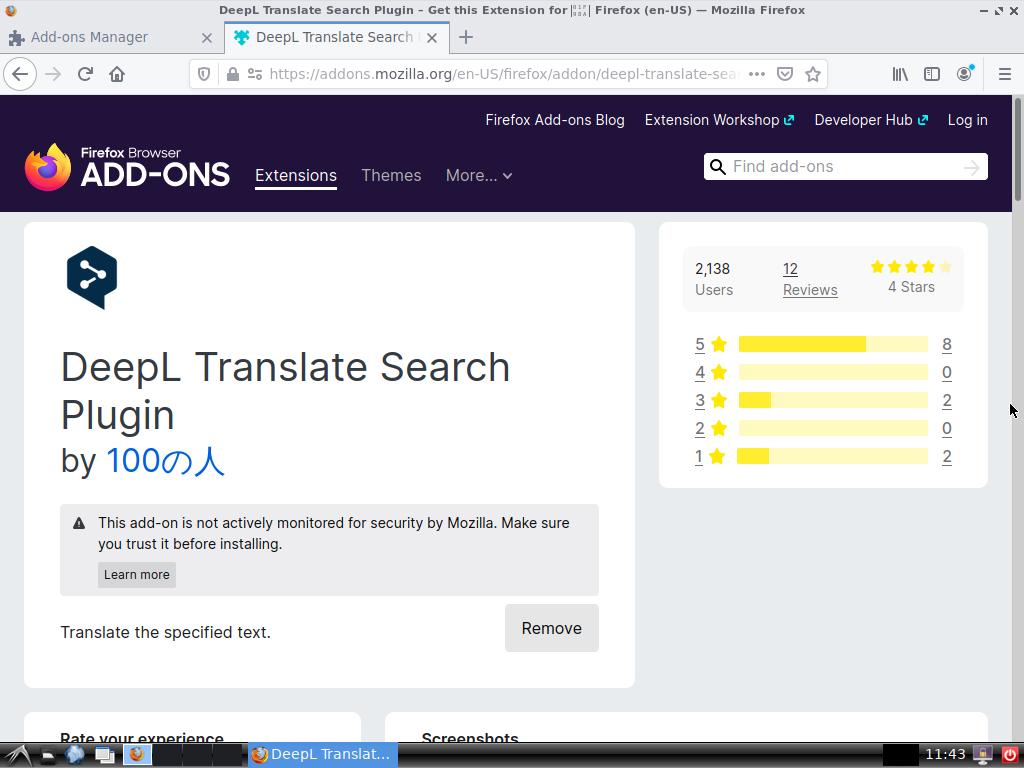 DeepL Translate Search Plugin – Get this Extension for Firefox (en-US) — Mozilla Firefox
Add-ons Manager
DeepL Translate Search
https://addons.mozilla.org/en-US/firefox/addon/deepl-translate-sear
Firefox Add-ons Blog
Extension Workshop
Developer Hub
Log in
Firefox Browser
ADD-ONS
Extensions
Themes
More...
Find add-ons
DeepL Translate Search
Plugin
by 100の人
This add-on is not actively monitored for security by Mozilla. Make sure
you trust it before installing.
Learn more
Translate the specified text.
Remove
2,138
Users
12
Reviews
4 Stars
5 8
4 0
3 2
2 0
1 2
Rate your experience
Screenshots
DeepL Translat...
11:43